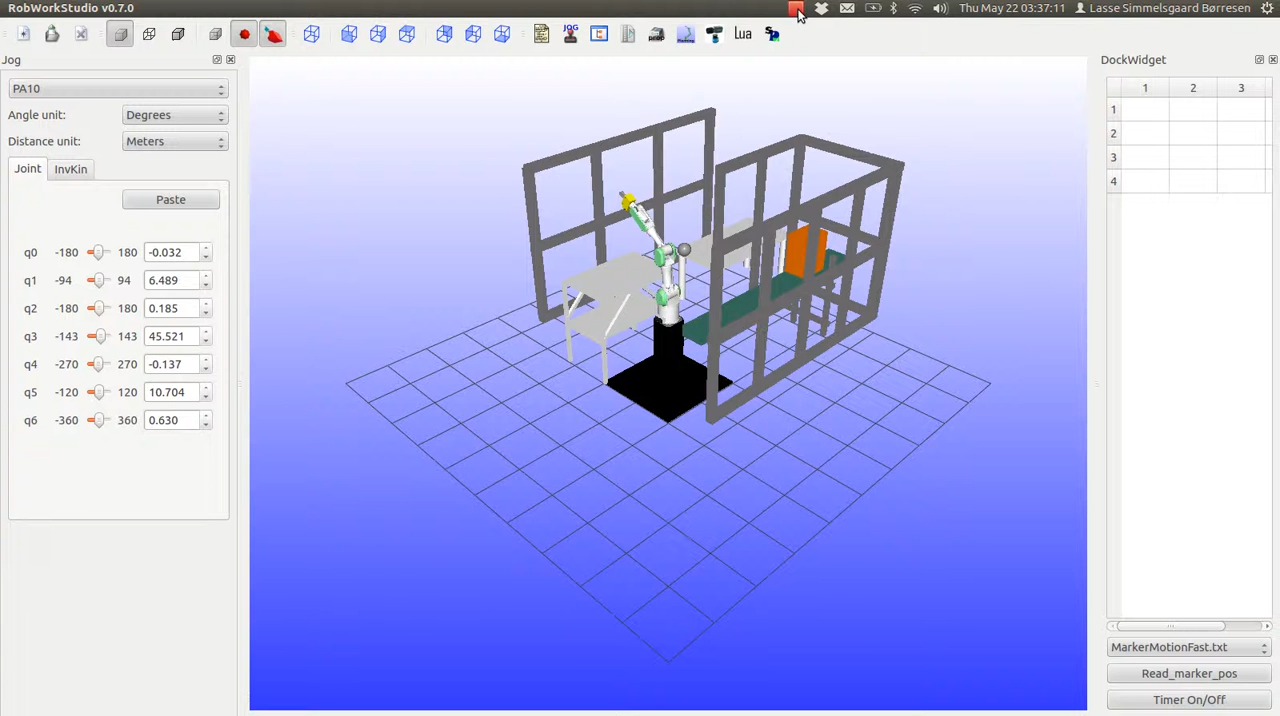 RobWorkStudio v0.7.0
Thu May 22 03:37:11 Lasse Simmelsgaard Børresen
JOG Lua
Jog
DockWidget
PA10
1 2 3
Angle unit: Degrees
1
Distance unit: Meters
2
3
Joint InvKin
4
Paste
q0 -180 180 -0.032
q1 -94 94 6.489
q2 -180 180 0.185
q3 -143 143 45.521
q4 -270 270 -0.137
q5 -120 120 10.704
q6 -360 360 0.630
MarkerMotionFast.txt
Read_marker_pos
Timer On/Off